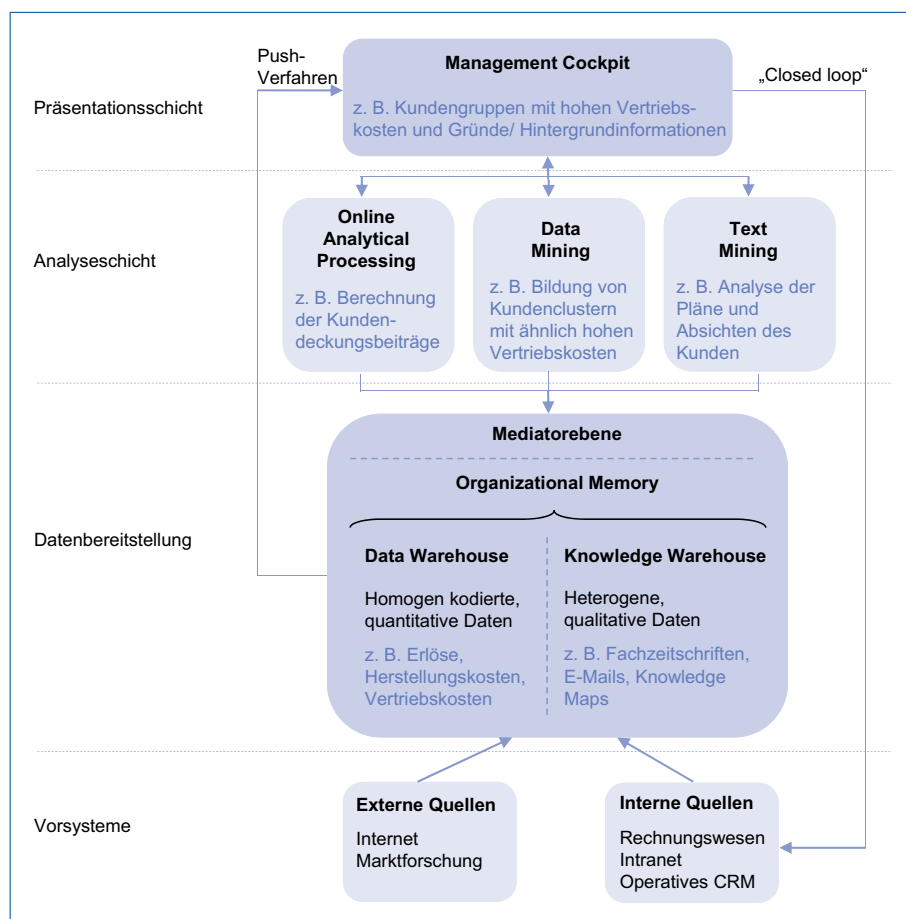 Push-
Verfahren
Management Cockpit
„Closed loop“
Präsentationsschicht
z. B. Kundengruppen mit hohen Vertriebs-
kosten und Gründe/ Hintergrundinformationen
Analyseschicht
Online
Analytical
Processing
z. B. Berechnung
der Kunden-
deckungsbeiträge
Data
Mining
z. B. Bildung von
Kundenclustern
mit ähnlich hohen
Vertriebskosten
Text
Mining
z. B. Analyse der
Pläne und
Absichten des
Kunden
Datenbereitstellung
Mediatorebene
Organizational Memory
Data Warehouse
Homogen kodierte,
quantitative Daten
z. B. Erlöse,
Herstellungskosten,
Vertriebskosten
Knowledge Warehouse
Heterogene,
qualitative Daten
z. B. Fachzeitschriften,
E-Mails, Knowledge
Maps
Vorsysteme
Externe Quellen
Internet
Marktforschung
Interne Quellen
Rechnungswesen
Intranet
Operatives CRM